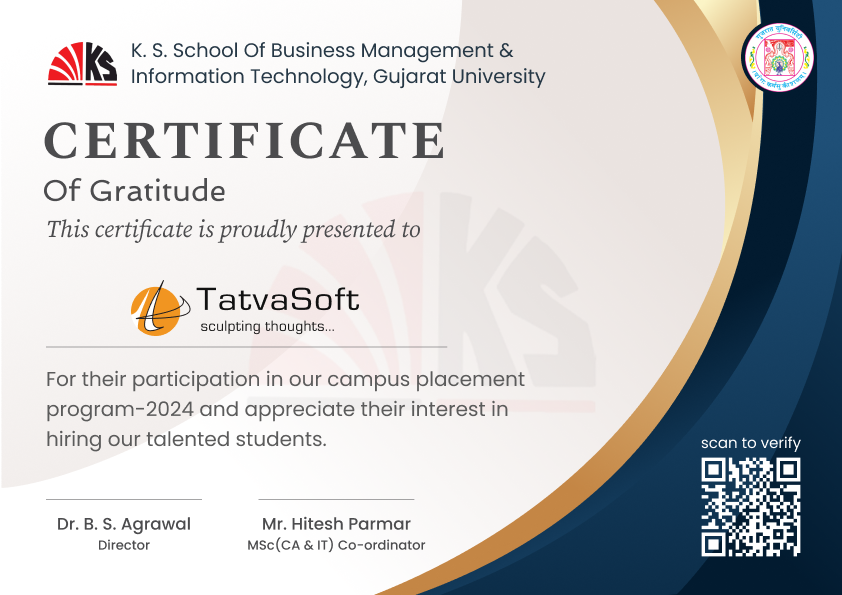 KS
K. S. School Of Business Management &
Information Technology, Gujarat University
CERTIFICATE
Of Gratitude
This certificate is proudly presented to
TatvaSoft
sculpting thoughts...
KS
For their participation in our campus placement
program-2024 and appreciate their interest in
hiring our talented students.
scan to verify
Dr. B. S. Agrawal
Director
Mr. Hitesh Parmar
MSc(CA & IT) Co-ordinator